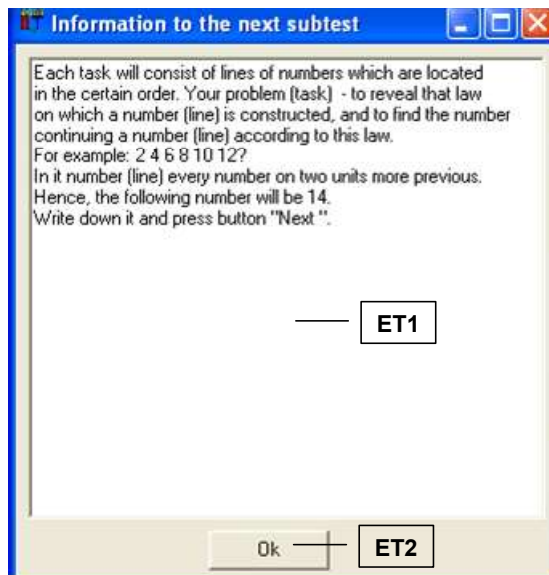 Information to the next subtest
Each task will consist of lines of numbers which are located
in the certain order. Your problem (task)  - to reveal that law
on which a number (line) is constructed, and to find the number
continuing a number (line) according to this law.
For example: 2 4 6 8 10 12?
In it number (line) every number on two units more previous.
Hence, the following number will be 14.
Write down it and press button "Next ".
ET1
Ok
ET2